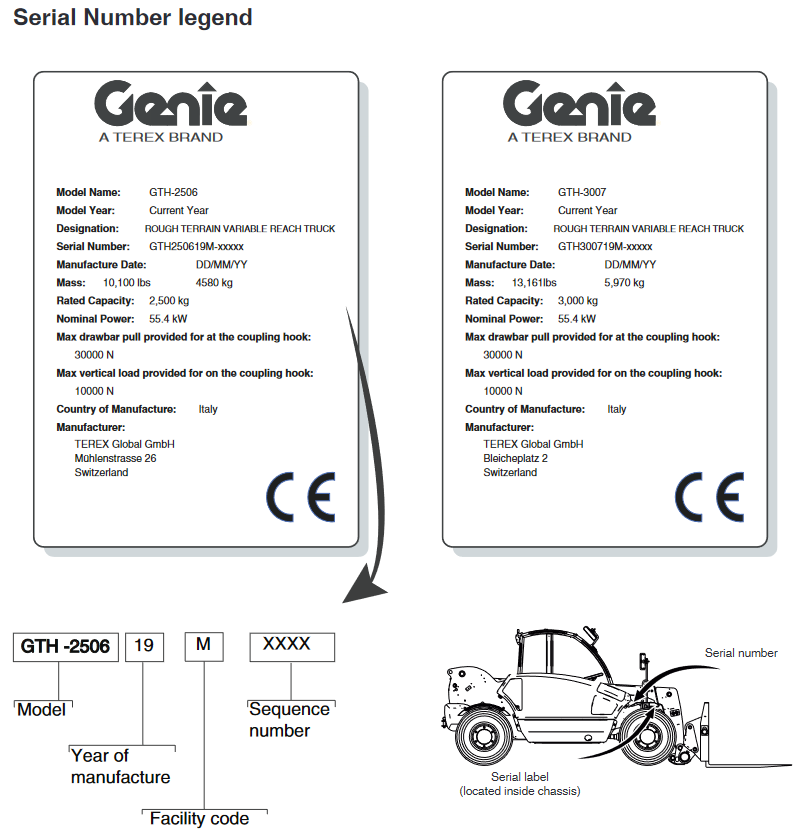 Serial Number legend
Genie
A TEREX BRAND
Model Name: GTH-2506
Model Year: Current Year
Designation: ROUGH TERRAIN VARIABLE REACH TRUCK
Serial Number: GTH250619M-xxxxx
Manufacture Date: DD/MM/YY
Mass: 10,100 lbs 4580 kg
Rated Capacity: 2,500 kg
Nominal Power: 55.4 kW
Max drawbar pull provided for at the coupling hook:
30000 N
Max vertical load provided for on the coupling hook:
10000 N
Country of Manufacture: Italy
Manufacturer:
TEREX Global GmbH
Mühlenstrasse 26
Switzerland
CE
Genie
A TEREX BRAND
Model Name: GTH-3007
Model Year: Current Year
Designation: ROUGH TERRAIN VARIABLE REACH TRUCK
Serial Number: GTH300719M-xxxxx
Manufacture Date: DD/MM/YY
Mass: 13,161lbs 5,970 kg
Rated Capacity: 3,000 kg
Nominal Power: 55.4 kW
Max drawbar pull provided for at the coupling hook:
30000 N
Max vertical load provided for on the coupling hook:
10000 N
Country of Manufacture: Italy
Manufacturer:
TEREX Global GmbH
Bleicheplatz 2
Switzerland
CE
GTH -2506 19 M XXXX
Model
Sequence
number
Year of
manufacture
Facility code
Serial number
Serial label
(located inside chassis)